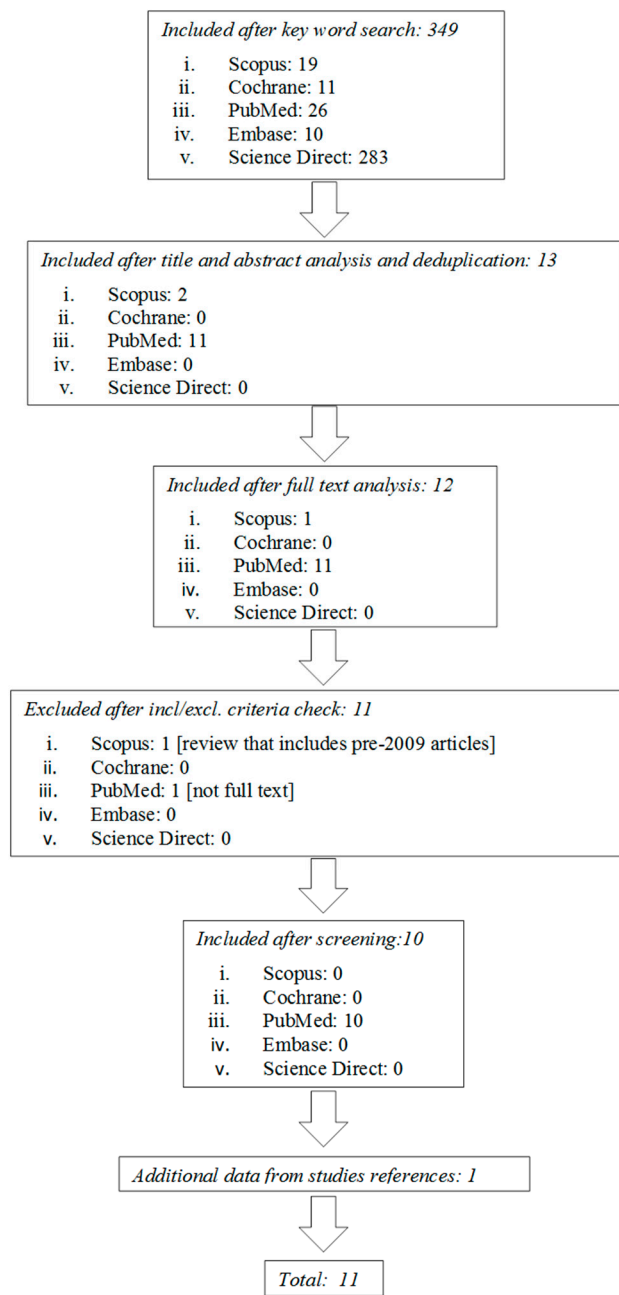 Included after key word search: 349
i. Scopus: 19
ii. Cochrane: 11
iii. PubMed: 26
iv. Embase: 10
v. Science Direct: 283
Included after title and abstract analysis and deduplication: 13
i. Scopus: 2
ii. Cochrane: 0
iii. PubMed: 11
iv. Embase: 0
v. Science Direct: 0
Included after full text analysis: 12
i. Scopus: 1
ii. Cochrane: 0
iii. PubMed: 11
iv. Embase: 0
v. Science Direct: 0
Excluded after incl/excl. criteria check: 11
i. Scopus: 1 [review that includes pre-2009 articles]
ii. Cochrane: 0
iii. PubMed: 1 [not full text]
iv. Embase: 0
v. Science Direct: 0
Included after screening:10
i. Scopus: 0
ii. Cochrane: 0
iii. PubMed: 10
iv. Embase: 0
v. Science Direct: 0
Additional data from studies references: 1
Total: 11